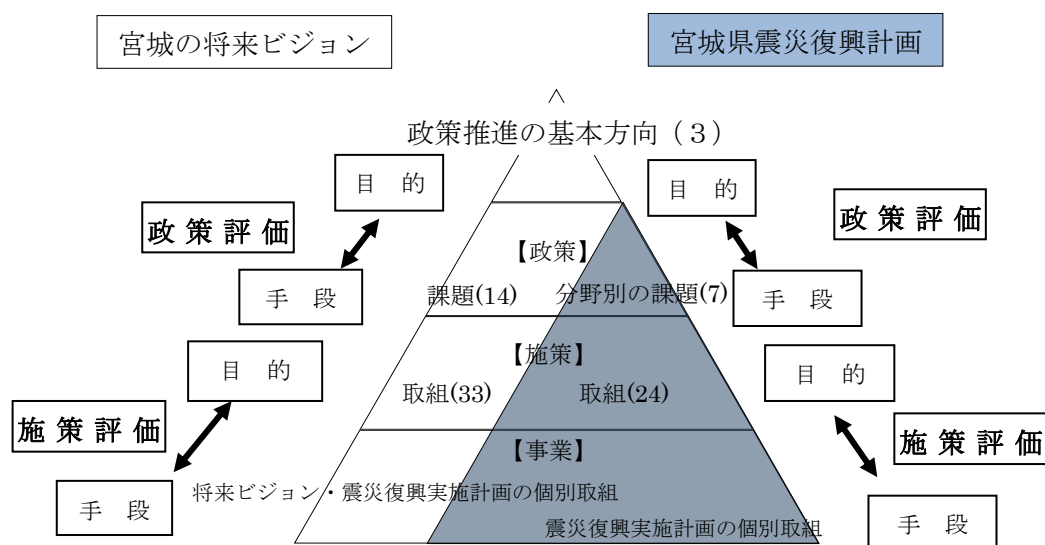 宮城の将来ビジョン
宮城県震災復興計画
政策推進の基本方向（３）
目　的
目　的
政 策 評 価
政 策 評 価
【政策】
手　段
課題(14)
分野別の課題(7)
手　段
【施策】
目　的
目　的
取組(33)
取組(24)
施 策 評 価
施 策 評 価
【事業】
将来ビジョン・震災復興実施計画の個別取組
手　段
手　段
震災復興実施計画の個別取組